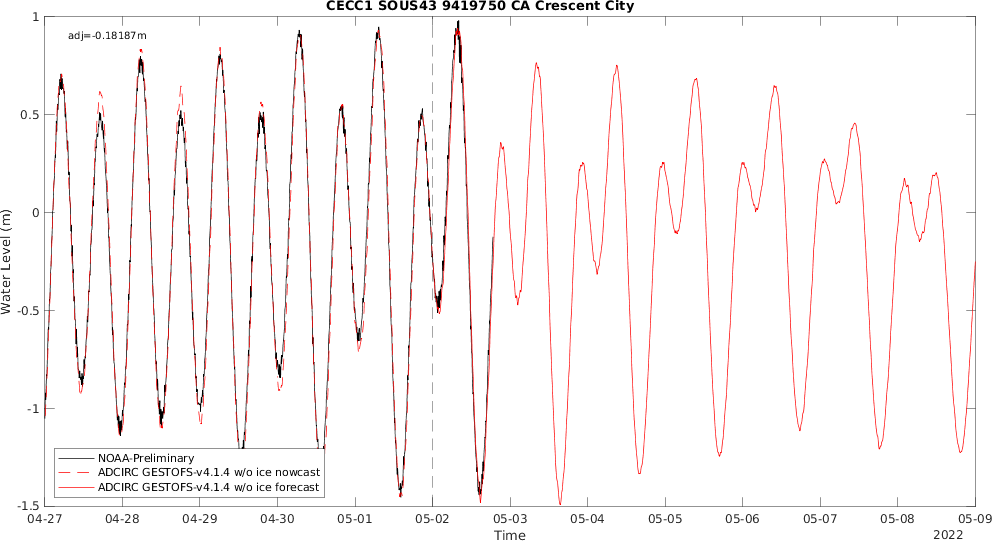 CECC1 SOUS43 9419750 CA Crescent City
adj=-0.18187m
Water Level (m)
1
0.5
0
-0.5
-1
-1.5
NOAA-Preliminary
ADCIRC GESTOFS-v4.1.4 w/o ice nowcast
ADCIRC GESTOFS-v4.1.4 w/o ice forecast
04-27 04-28 04-29 04-30 05-01 05-02 05-03 05-04 05-05 05-06 05-07 05-08 05-09
Time
2022